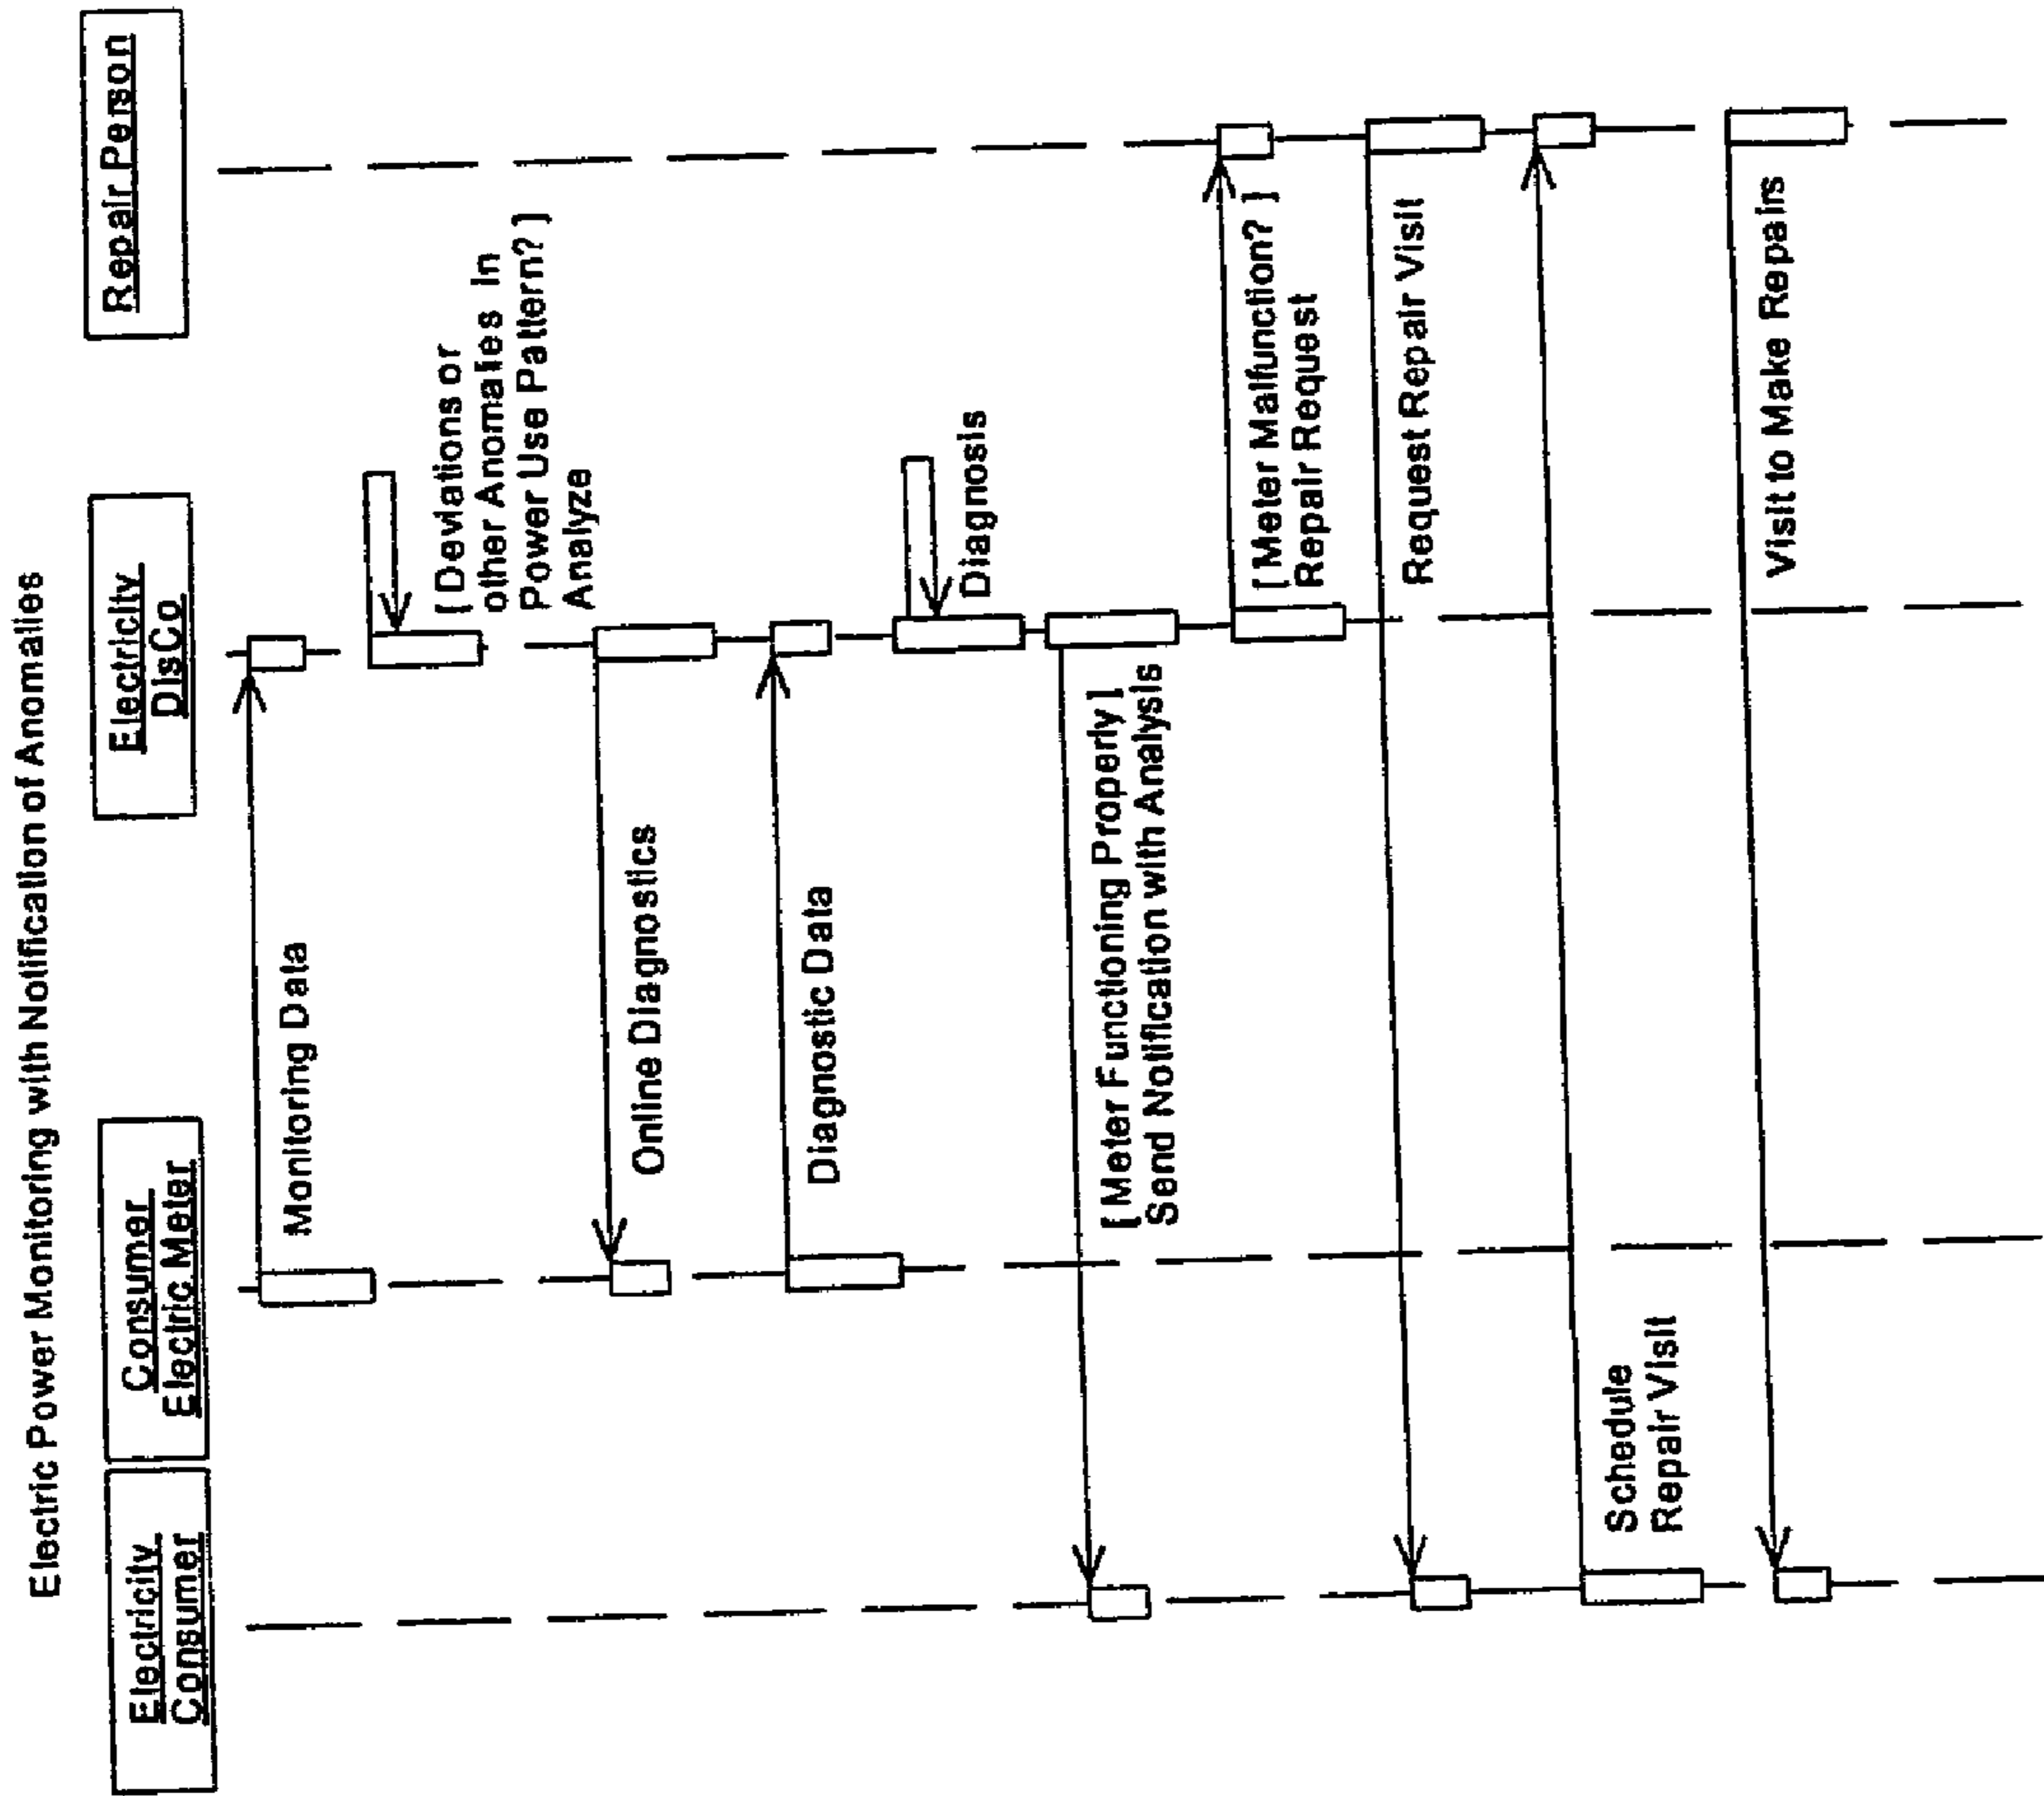 Electric Power Monitoring with Notification of Anomalies
Electricity
Consumer
Consumer
Electric Meter
Electricity
DisCo
Repair Person
Monitoring Data
[Deviations or
other Anomalies in
Power Use Pattern?]
Analyze
Online Diagnostics
Diagnostic Data
Diagnosis
[Meter Functioning Properly]
Send Notification with Analysis
[Meter Malfunction?]
Repair Request
Request Repair Visit
Schedule
Repair Visit
Visit to Make Repairs